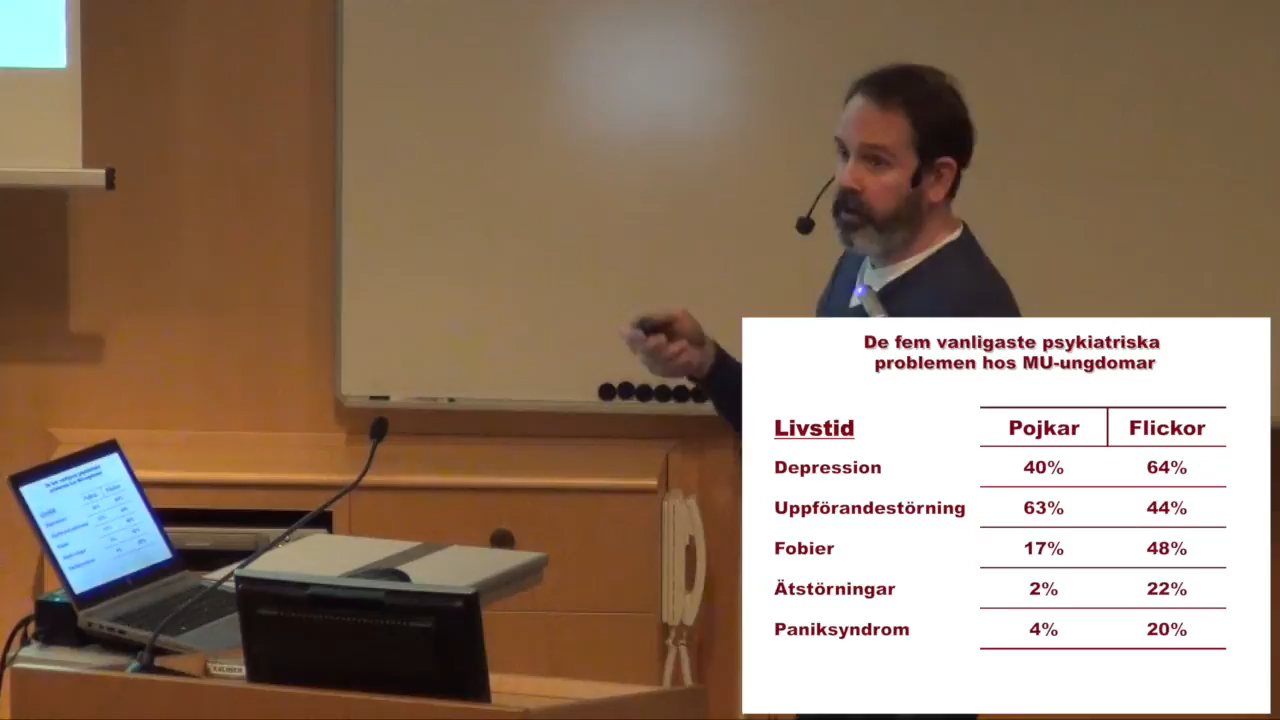 De fem vanligaste psykiatriska
problemen hos MU-ungdomar
Livstid Pojkar Flickor
Depression 40% 64%
Uppförandestörning 63% 44%
Fobier 17% 48%
Ätstörningar 2% 22%
Paniksyndrom 4% 20%